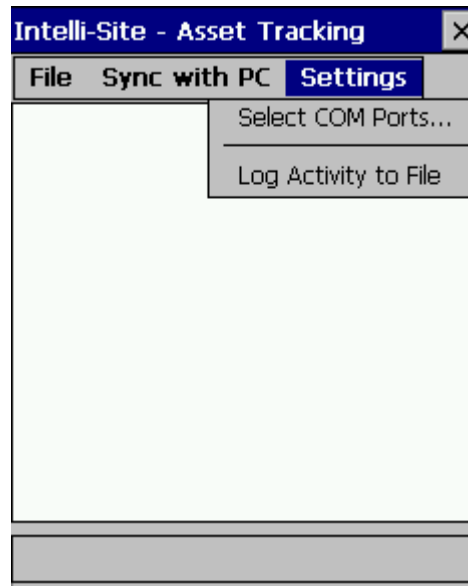 Intelli-Site - Asset Tracking
File Sync with PC Settings
Select COM Ports...
Log Activity to File